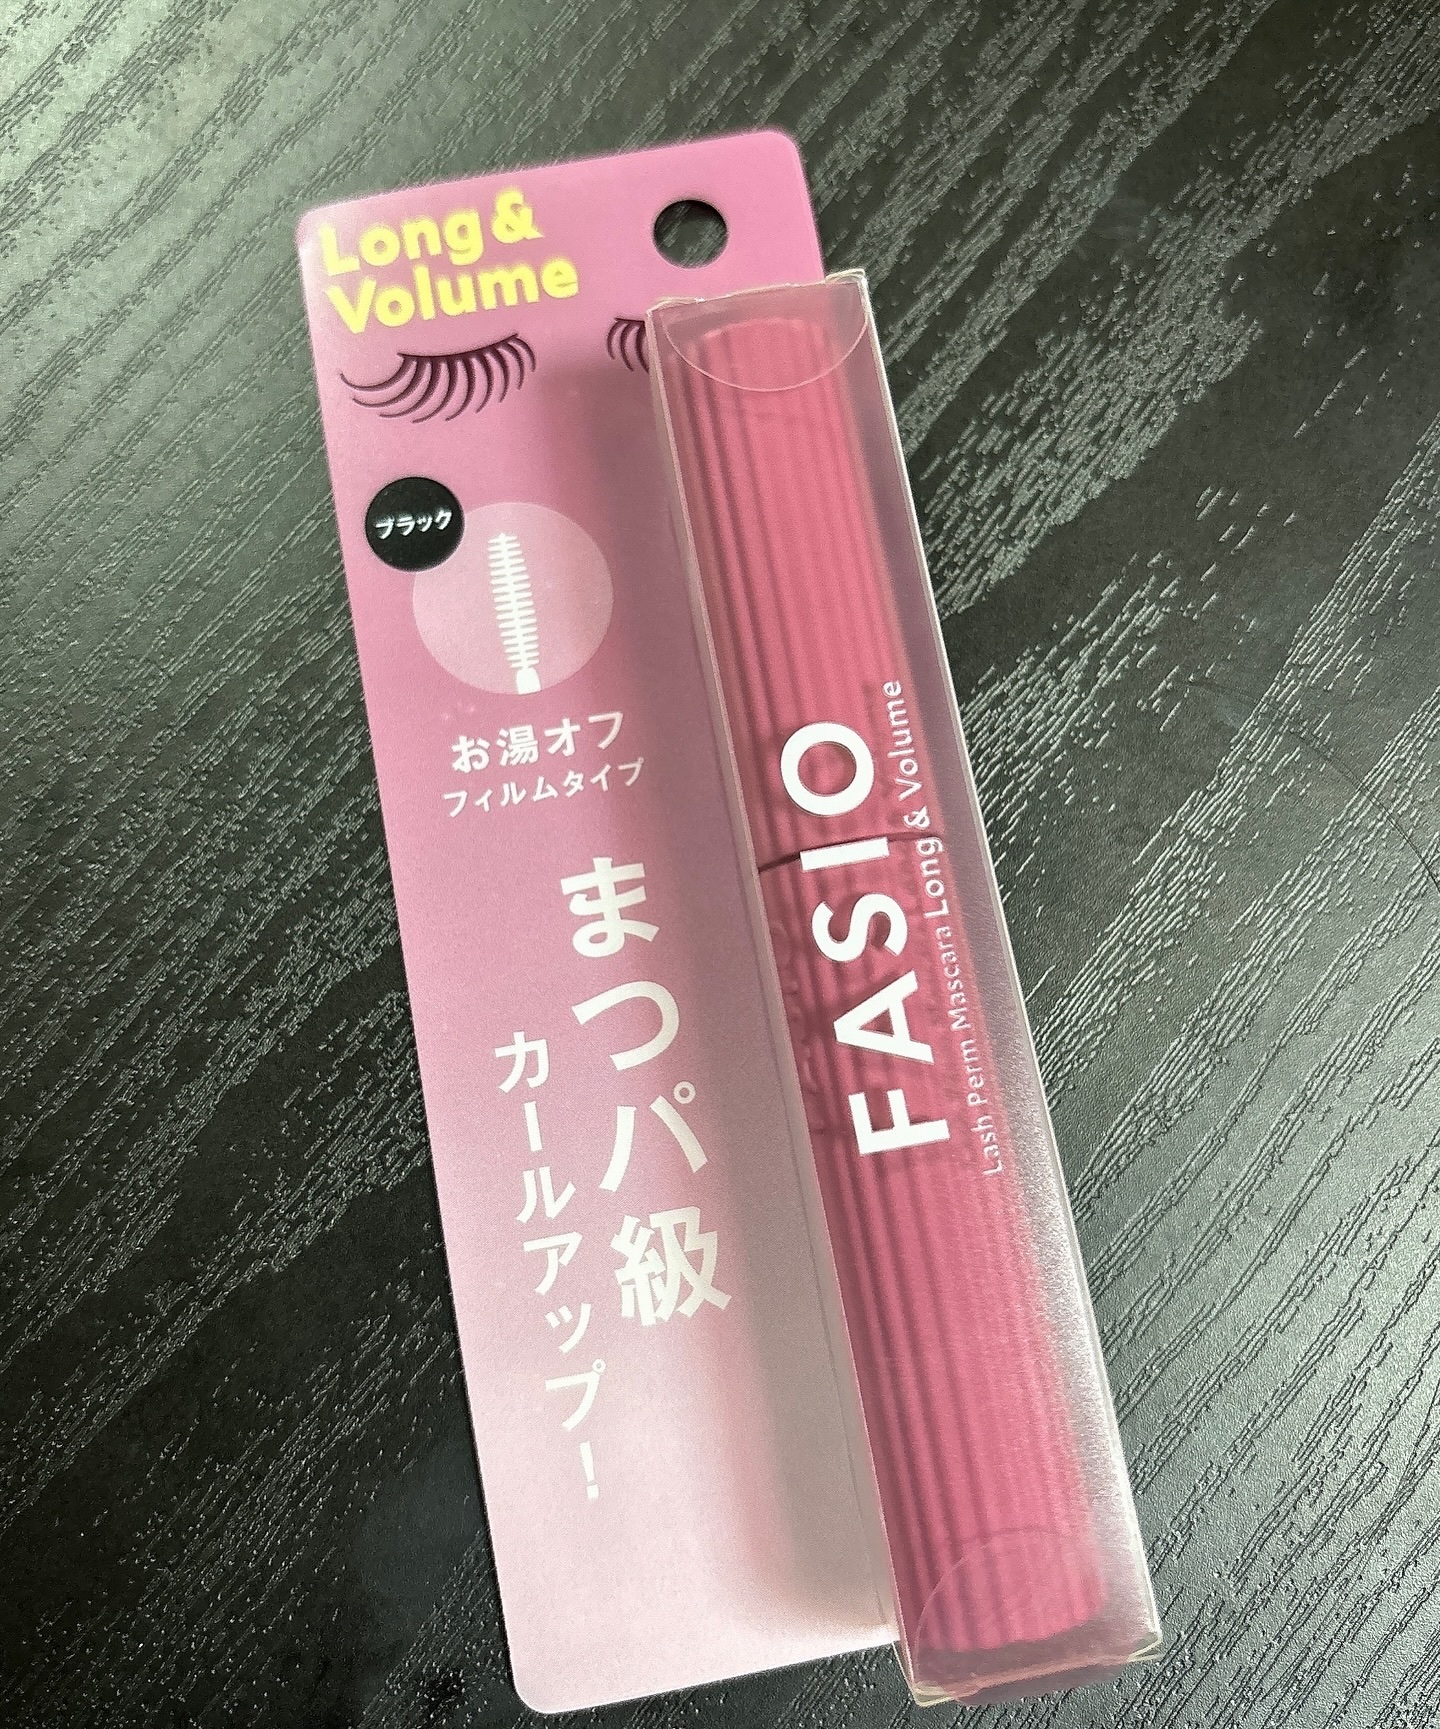 Long &
Volume
ブラック
お湯オフ
フィルムタイプ
まつパ級
カールアップ！
FASIO
Lash Perm Mascara Long & Volume